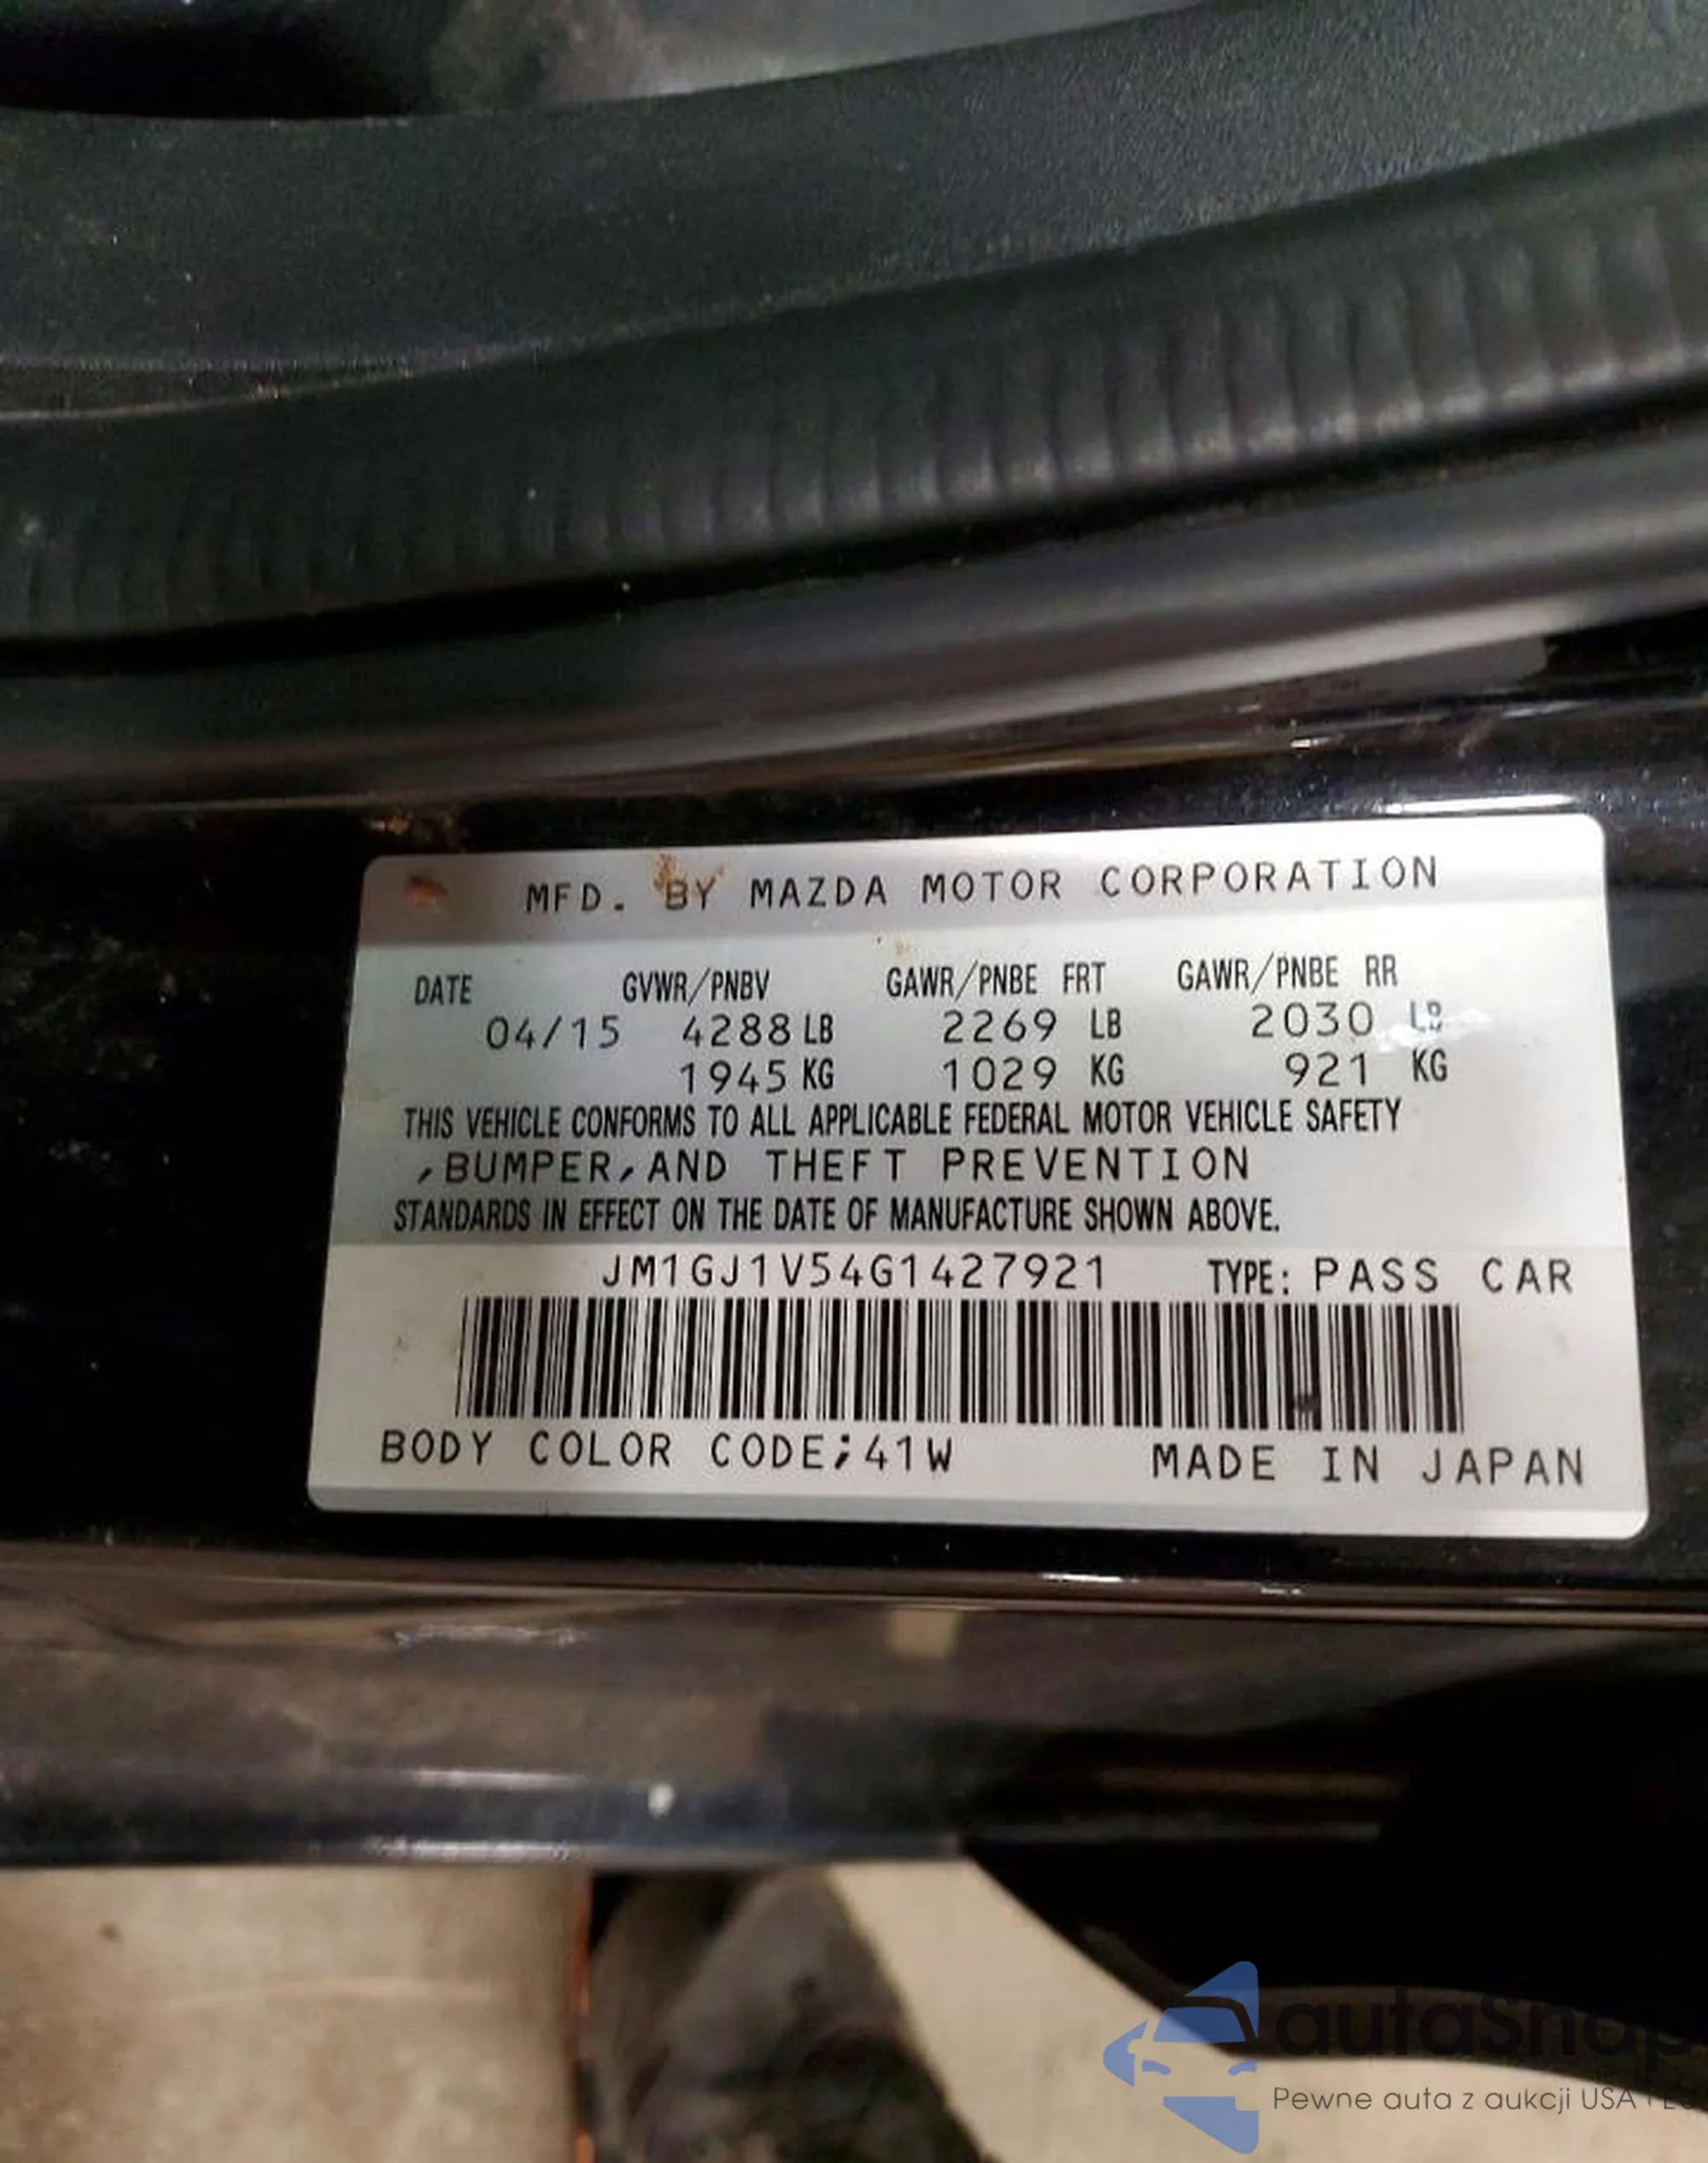 MFD. BY MAZDA MOTOR CORPORATION
DATE GVWR/PNBV GAWR/PNBE FRT GAWR/PNBE RR
04/15 4288 LB 2269 LB 2030 LB
1945 KG 1029 KG 921 KG
THIS VEHICLE CONFORMS TO ALL APPLICABLE FEDERAL MOTOR VEHICLE SAFETY
,BUMPER,AND THEFT PREVENTION
STANDARDS IN EFFECT ON THE DATE OF MANUFACTURE SHOWN ABOVE.
JM1GJ1V54G1427921 TYPE: PASS CAR
BODY COLOR CODE;41W MADE IN JAPAN
autaSnap
Pewne auta z aukcji USA i EU